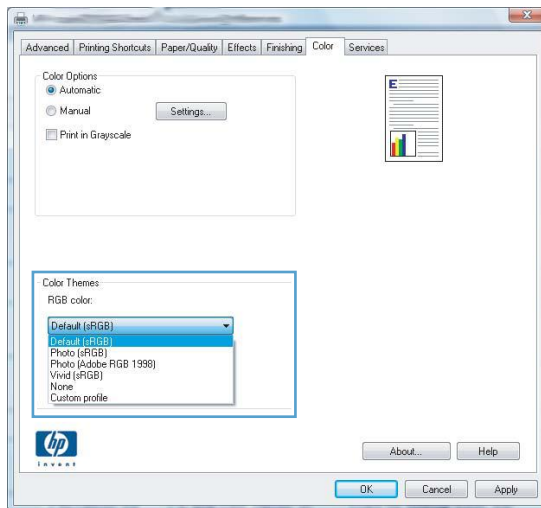 Advanced Printing Shortcuts Paper/Quality Effects Finishing Color Services
Color Options
Automatic
Manual Settings...
Print in Grayscale
E
Color Themes
RGB color:
Default (sRGB)
Default (sRGB)
Photo (sRGB)
Photo (Adobe RGB 1998)
Vivid (sRGB)
None
Custom profile
hp
invent
About... Help
OK Cancel Apply